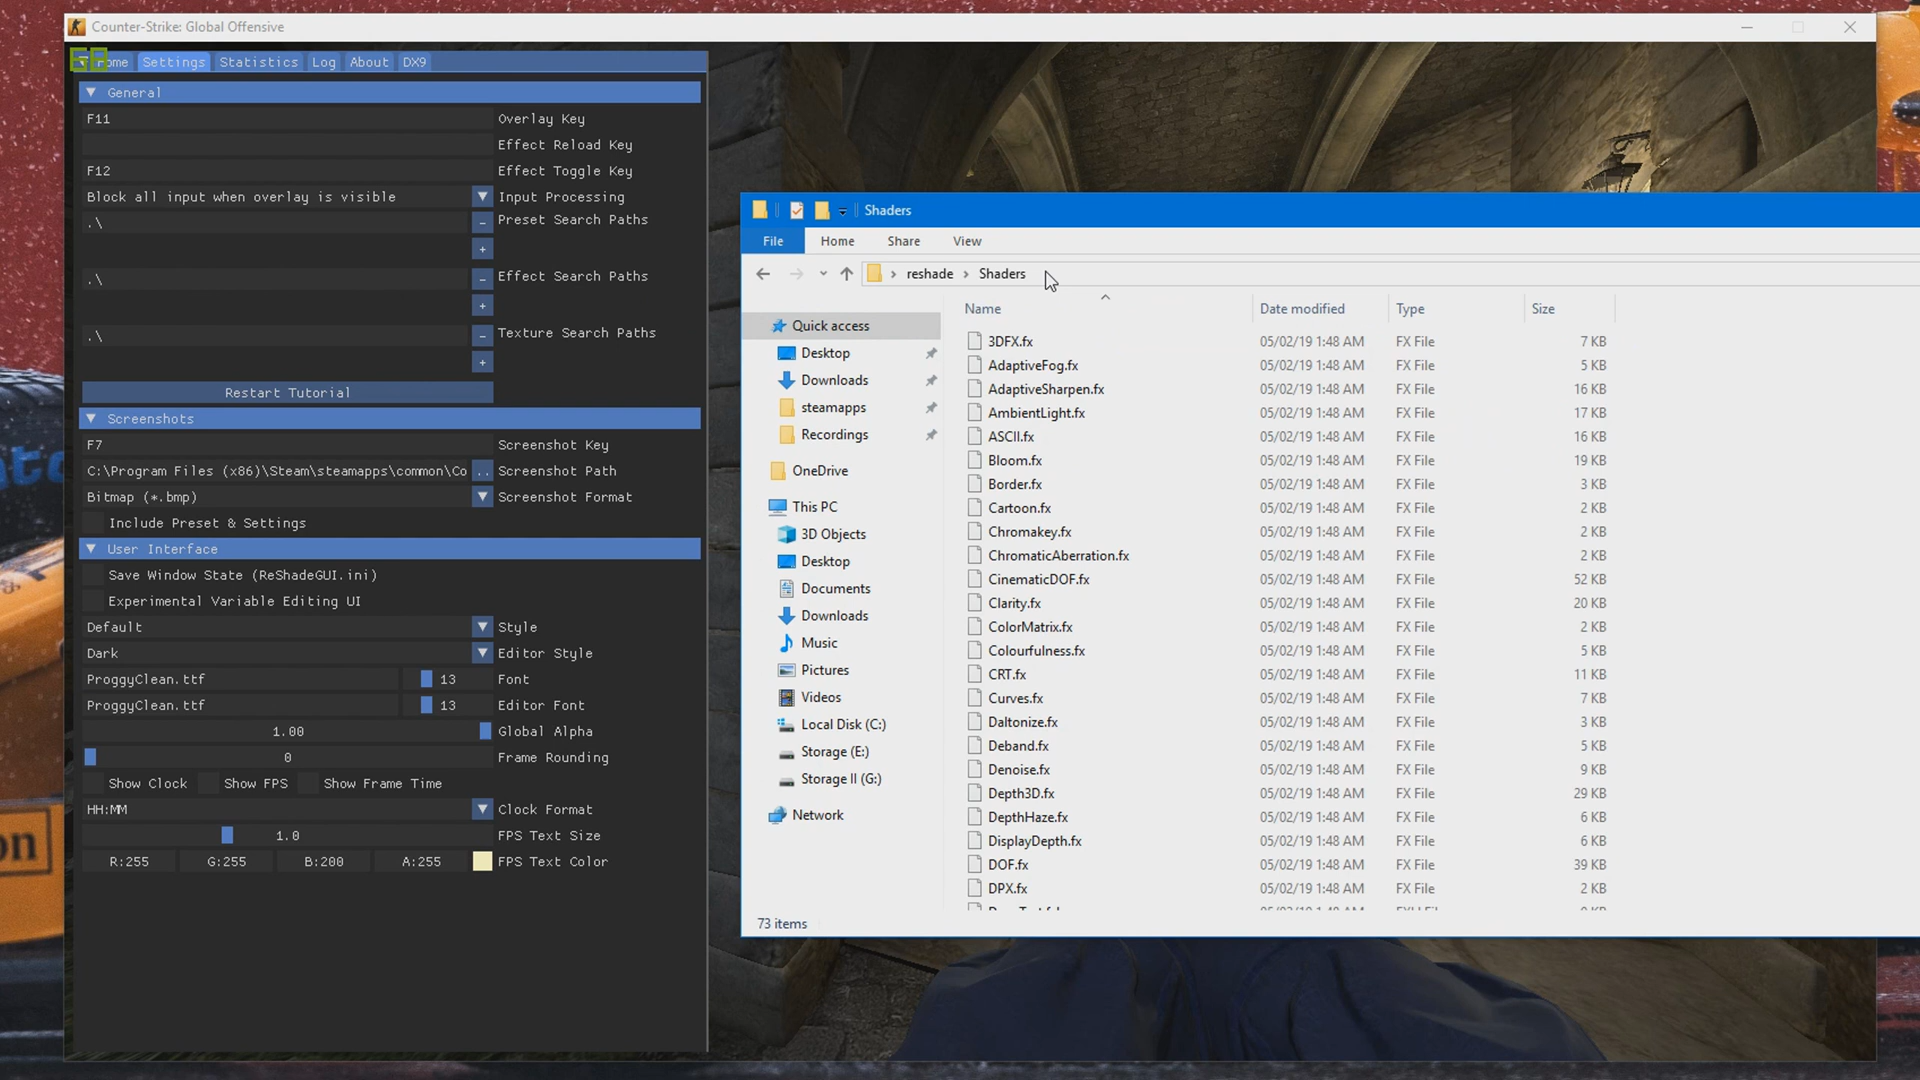 Counter-Strike: Global Offensive
Home Settings Statistics Log About DX9
General
F11 Overlay Key
Effect Reload Key
F12 Effect Toggle Key
Block all input when overlay is visible Input Processing
.\ - Preset Search Paths
+
.\ - Effect Search Paths
+
.\ - Texture Search Paths
+
Restart Tutorial
Screenshots
F7 Screenshot Key
C:\Program Files (x86)\Steam\steamapps\common\Co .. Screenshot Path
Bitmap (*.bmp) Screenshot Format
Include Preset & Settings
User Interface
Save Window State (ReShadeGUI.ini)
Experimental Variable Editing UI
Default Style
Dark Editor Style
ProggyClean.ttf 13 Font
ProggyClean.ttf 13 Editor Font
1.00 Global Alpha
0 Frame Rounding
Show Clock Show FPS Show Frame Time
HH:MM Clock Format
1.0 FPS Text Size
R:255 G:255 B:200 A:255 FPS Text Color
Shaders
File Home Share View
reshade Shaders
Quick access
Desktop
Downloads
steamapps
Recordings
OneDrive
This PC
3D Objects
Desktop
Documents
Downloads
Music
Pictures
Videos
Local Disk (C:)
Storage (E:)
Storage II (G:)
Network
Name Date modified Type Size
3DFX.fx 05/02/19 1:48 AM FX File 7 KB
AdaptiveFog.fx 05/02/19 1:48 AM FX File 5 KB
AdaptiveSharpen.fx 05/02/19 1:48 AM FX File 16 KB
AmbientLight.fx 05/02/19 1:48 AM FX File 17 KB
ASCII.fx 05/02/19 1:48 AM FX File 16 KB
Bloom.fx 05/02/19 1:48 AM FX File 19 KB
Border.fx 05/02/19 1:48 AM FX File 3 KB
Cartoon.fx 05/02/19 1:48 AM FX File 2 KB
Chromakey.fx 05/02/19 1:48 AM FX File 2 KB
ChromaticAberration.fx 05/02/19 1:48 AM FX File 2 KB
CinematicDOF.fx 05/02/19 1:48 AM FX File 52 KB
Clarity.fx 05/02/19 1:48 AM FX File 20 KB
ColorMatrix.fx 05/02/19 1:48 AM FX File 2 KB
Colourfulness.fx 05/02/19 1:48 AM FX File 5 KB
CRT.fx 05/02/19 1:48 AM FX File 11 KB
Curves.fx 05/02/19 1:48 AM FX File 7 KB
Daltonize.fx 05/02/19 1:48 AM FX File 3 KB
Deband.fx 05/02/19 1:48 AM FX File 5 KB
Denoise.fx 05/02/19 1:48 AM FX File 9 KB
Depth3D.fx 05/02/19 1:48 AM FX File 29 KB
DepthHaze.fx 05/02/19 1:48 AM FX File 6 KB
DisplayDepth.fx 05/02/19 1:48 AM FX File 6 KB
DOF.fx 05/02/19 1:48 AM FX File 39 KB
DPX.fx 05/02/19 1:48 AM FX File 2 KB
73 items
on